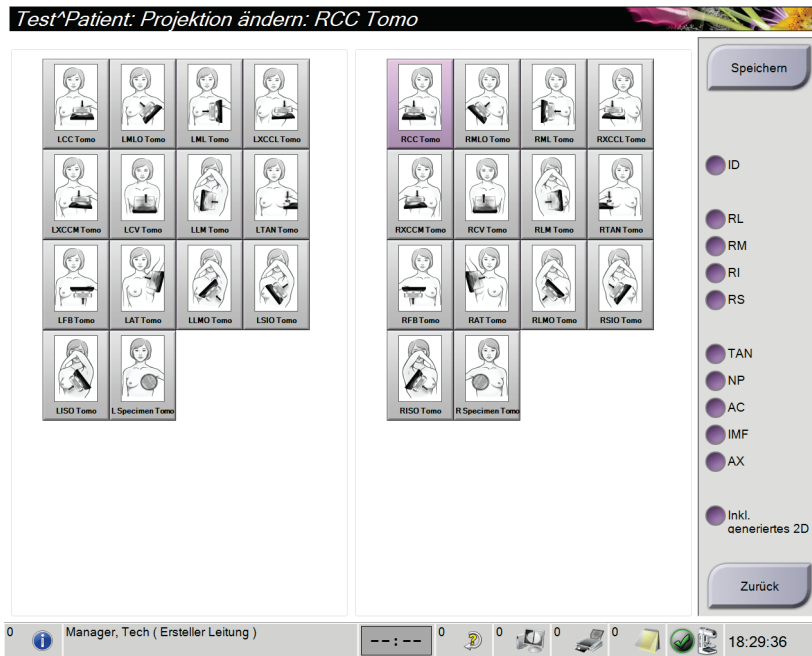 Test^Patient: Projektion ändern: RCC Tomo
LCC Tomo
LMLO Tomo
LML Tomo
LXCCL Tomo
LXCCM Tomo
LCV Tomo
LLM Tomo
LTAN Tomo
LFB Tomo
LAT Tomo
LLMO Tomo
LSIO Tomo
LISO Tomo
L Specimen Tomo
RCC Tomo
RMLO Tomo
RML Tomo
RXCCL Tomo
RXCCM Tomo
RCV Tomo
RLM Tomo
RTAN Tomo
RFB Tomo
RAT Tomo
RLMO Tomo
RSIO Tomo
RISO Tomo
R Specimen Tomo
Speichern
ID
RL
RM
RI
RS
TAN
NP
AC
IMF
AX
Inkl.
generiertes 2D
Zurück
0
Manager, Tech ( Ersteller Leitung )
--:--
0
0
0
0
18:29:36